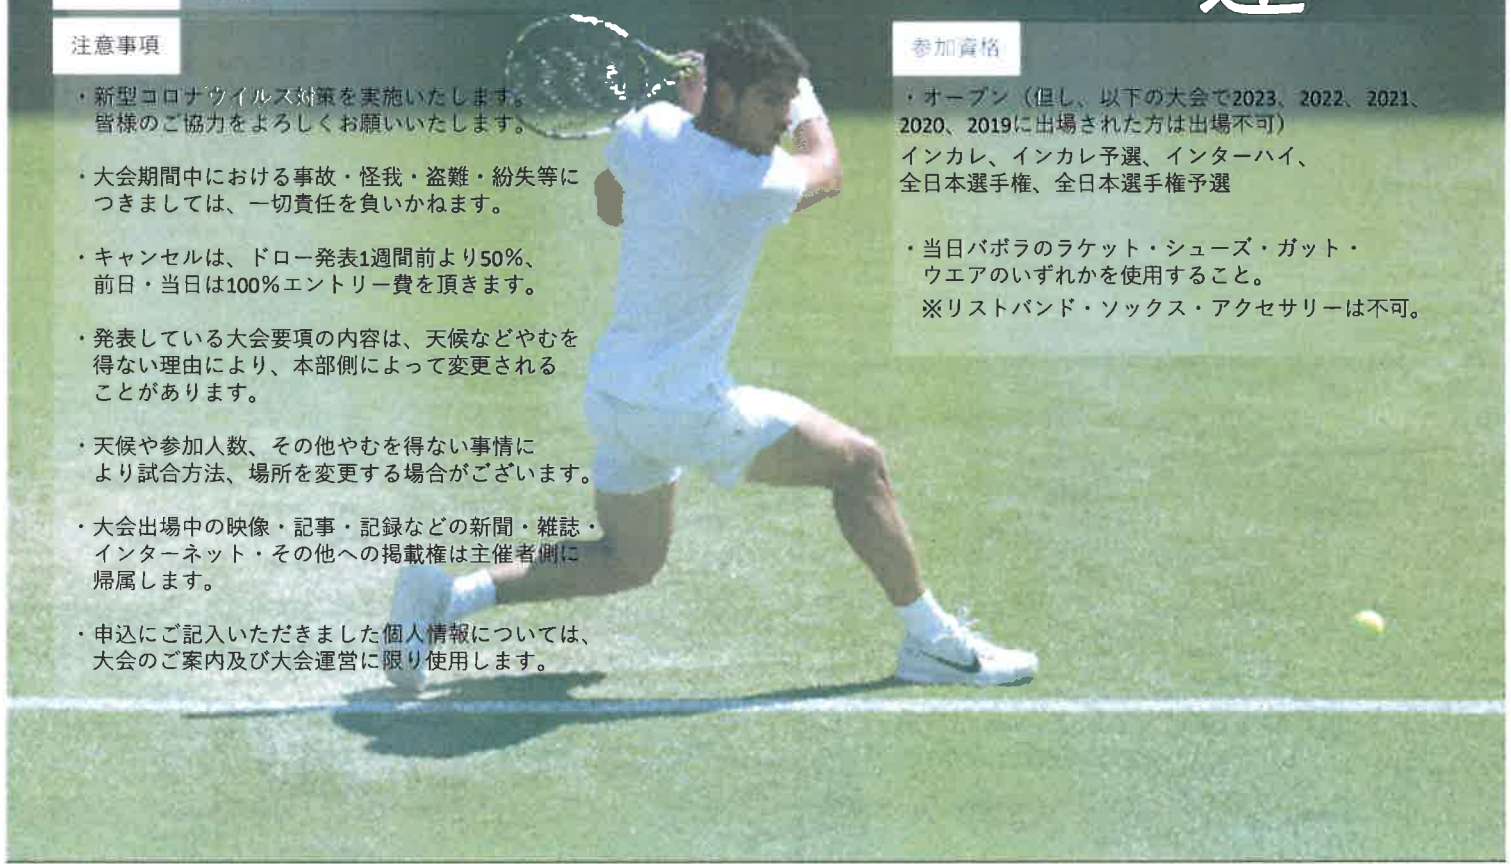 注意事項
・新型コロナウイルス対策を実施いたします。
皆様のご協力をよろしくお願いいたします。
・大会期間中における事故・怪我・盗難・紛失等に
つきましては、一切責任を負いかねます。
・キャンセルは、ドロー発表1週間前より50%、
前日・当日は100%エントリー費を頂きます。
・発表している大会要項の内容は、天候などやむを
得ない理由により、本部側によって変更される
ことがあります。
・天候や参加人数、その他やむを得ない事情に
より試合方法、場所を変更する場合がございます。
・大会出場中の映像・記事・記録などの新聞・雑誌・
インターネット・その他への掲載権は主催者側に
帰属します。
・申込にご記入いただきました個人情報については、
大会のご案内及び大会運営に限り使用します。
参加資格
・オープン（但し、以下の大会で2023、2022、2021、
2020、2019に出場された方は出場不可）
インカレ、インカレ予選、インターハイ、
全日本選手権、全日本選手権予選
・当日バボラのラケット・シューズ・ガット・
ウエアのいずれかを使用すること。
※リストバンド・ソックス・アクセサリーは不可。